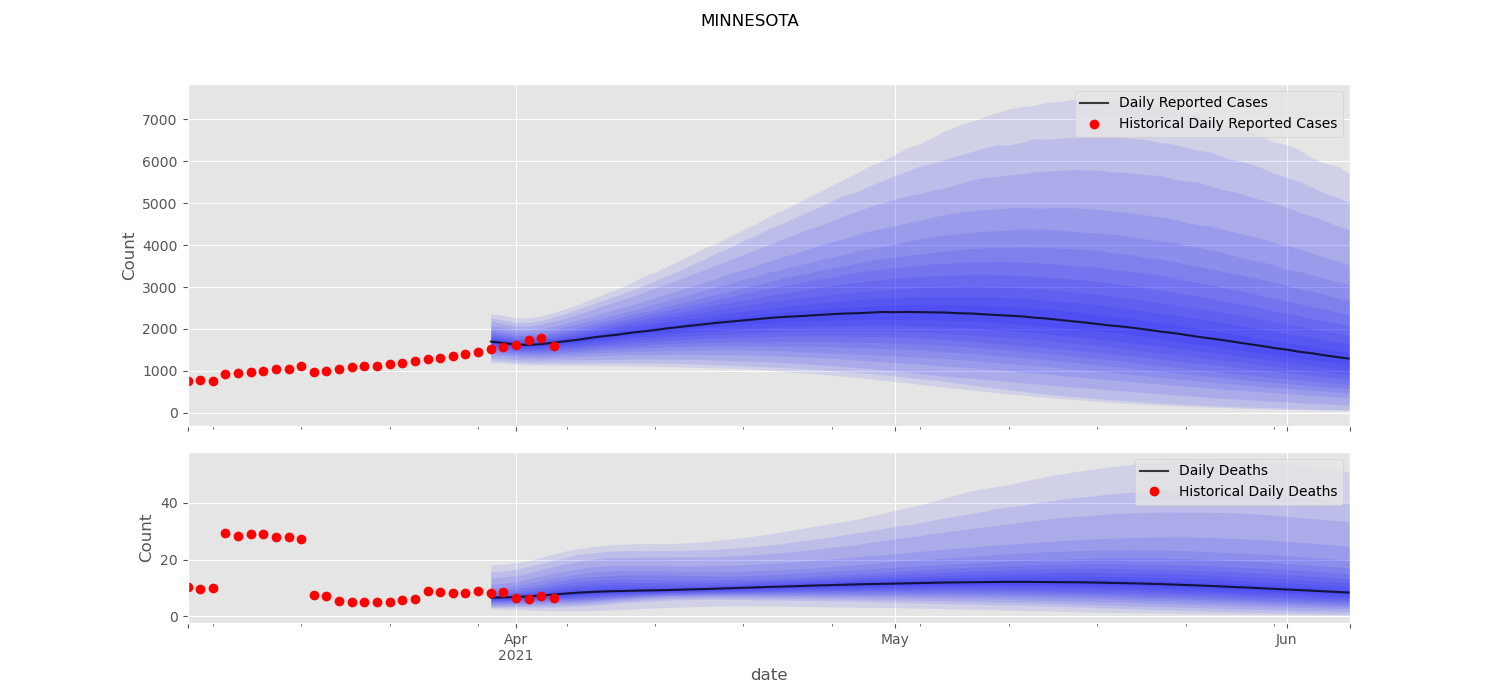 MINNESOTA
Daily Reported Cases
Historical Daily Reported Cases
Count
7000
6000
5000
4000
3000
2000
1000
0
Daily Deaths
Historical Daily Deaths
Count
40
20
0
Apr
2021
May
Jun
date